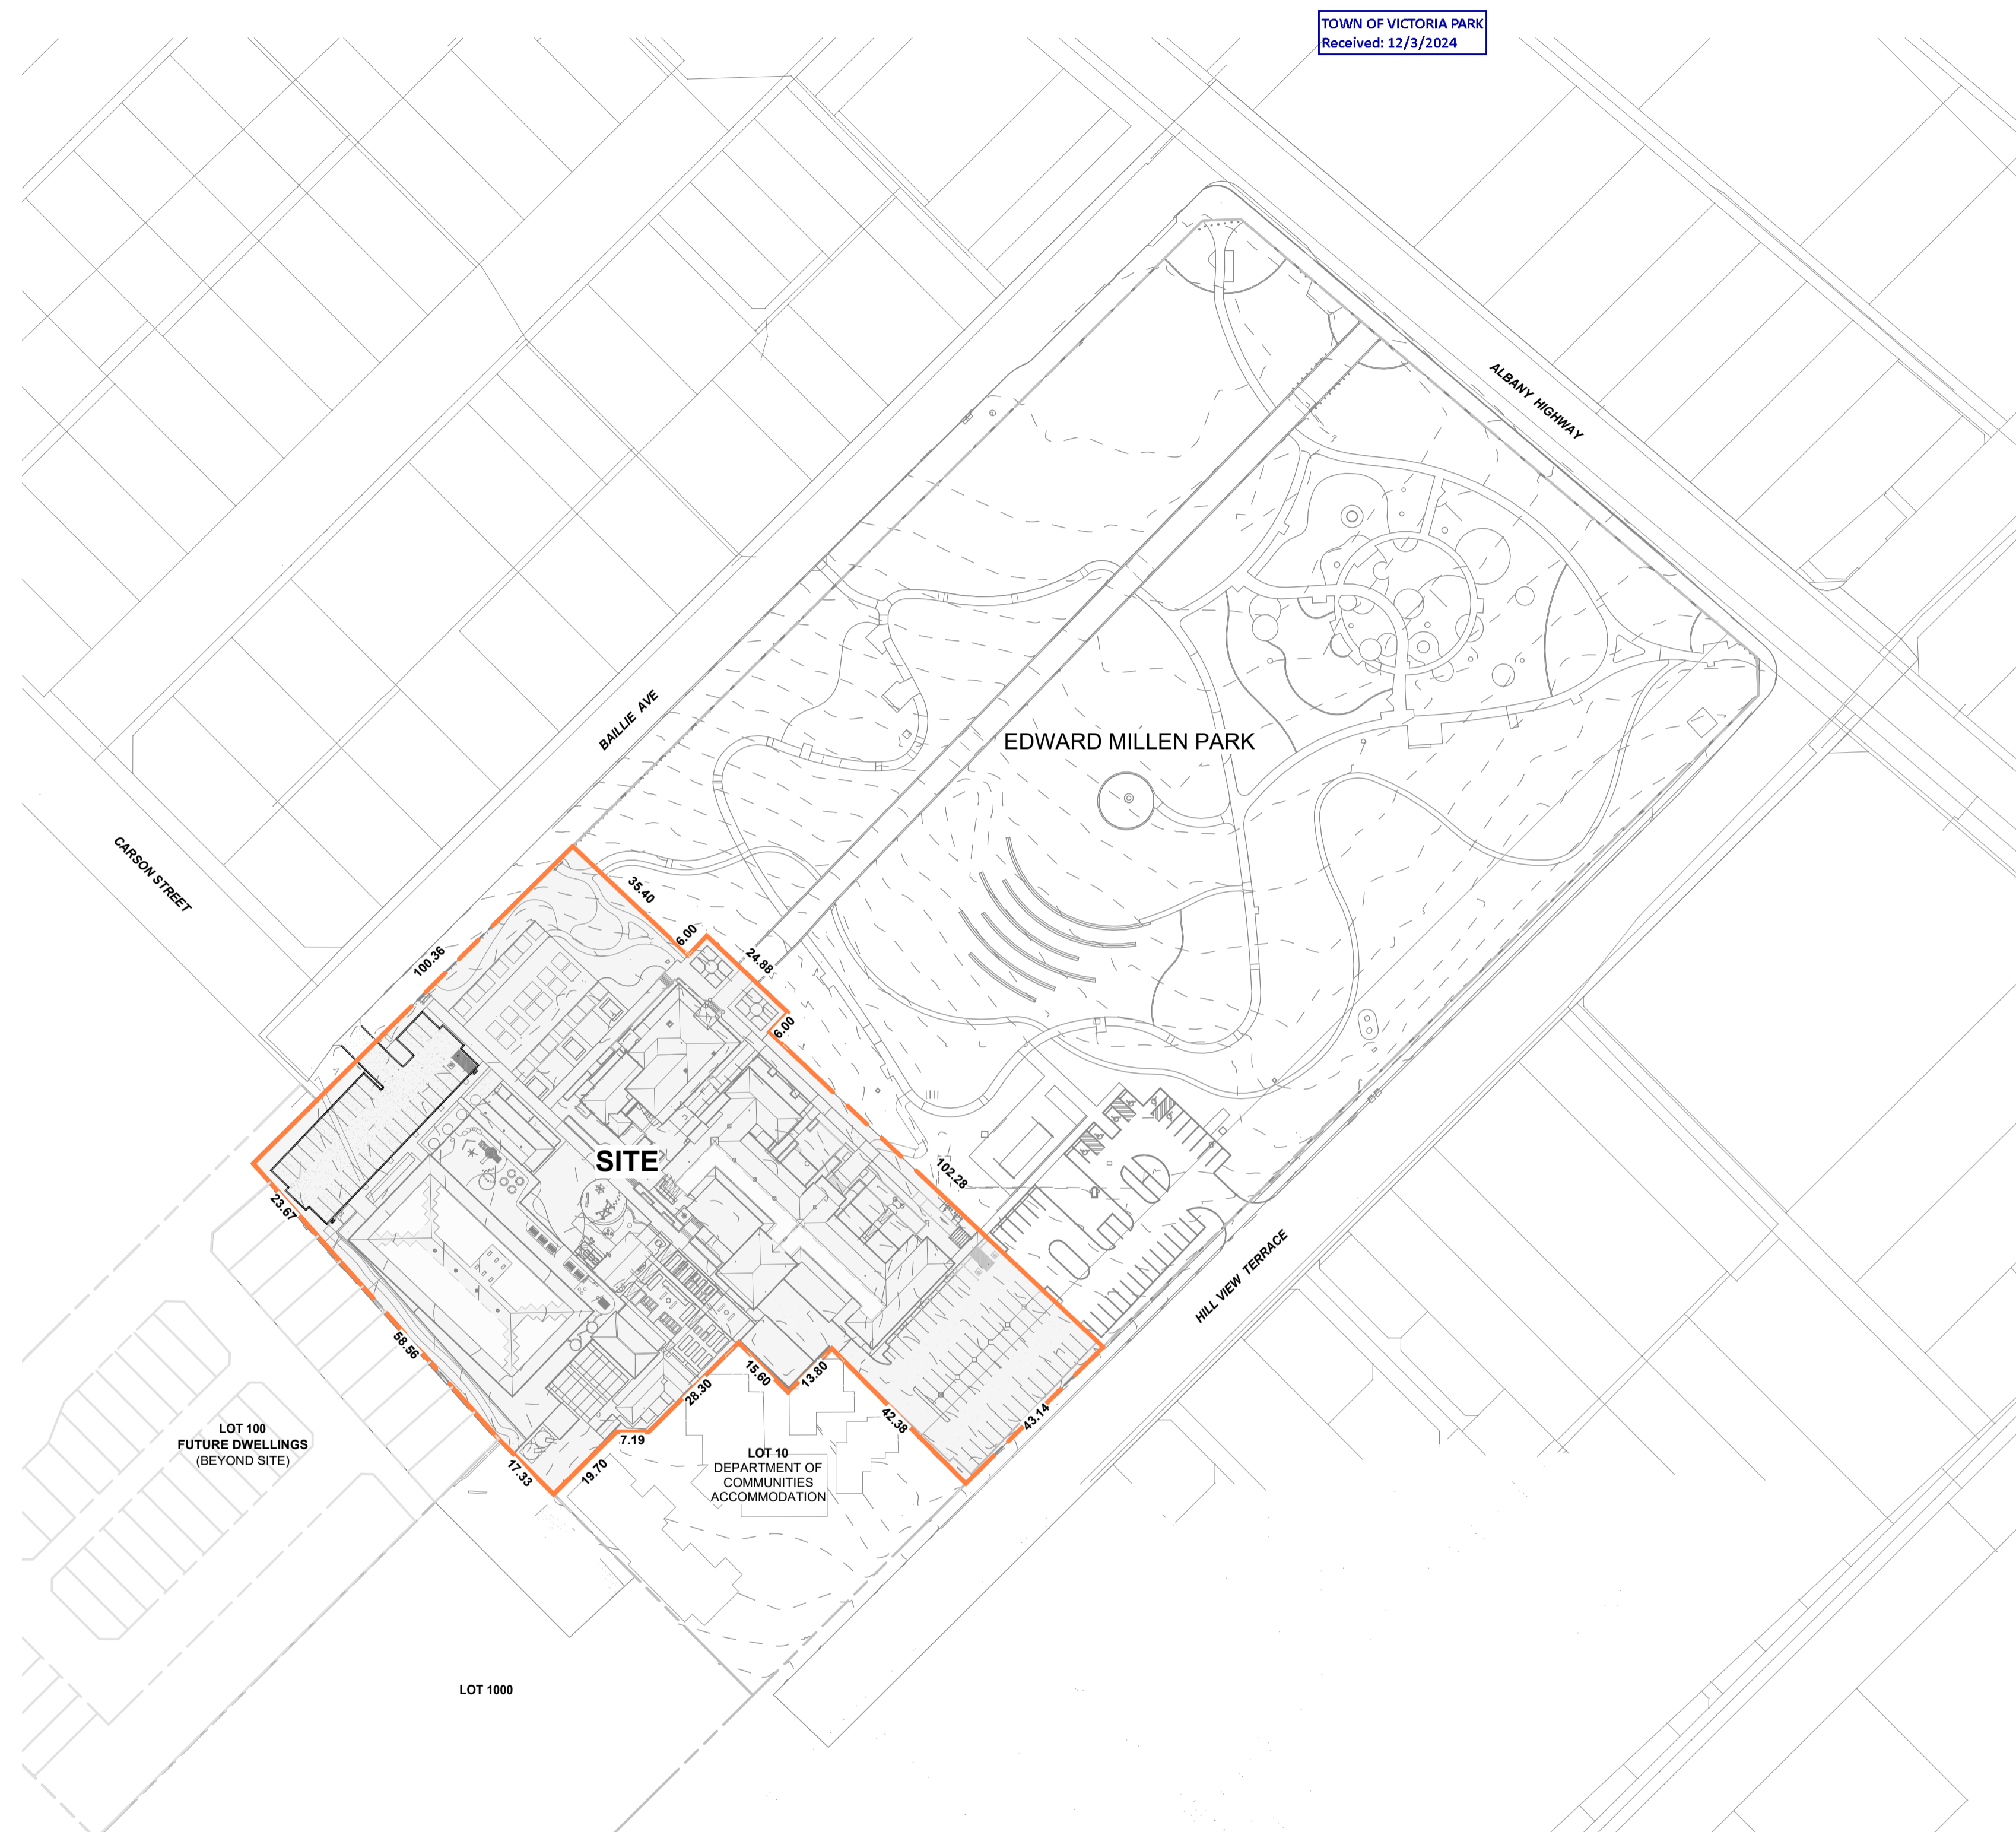 TOWN OF VICTORIA PARK
Received: 12/3/2024
ALBANY HIGHWAY
BAILLIE AVE
EDWARD MILLEN PARK
CARSON STREET
35.40
6.00
24.88
100.36
6.00
SITE
102.28
23.67
HILL VIEW TERRACE
58.56
15.60
13.80
28.30
42.38
43.14
7.19
19.70
17.33
LOT 100
FUTURE DWELLINGS
(BEYOND SITE)
LOT 10
DEPARTMENT OF
COMMUNITIES
ACCOMMODATION
LOT 1000